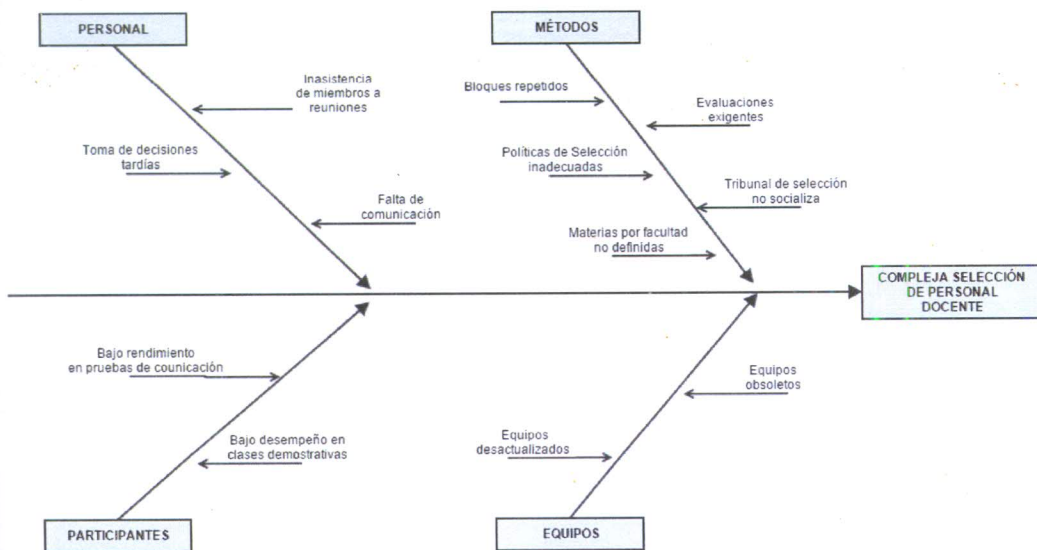 PERSONAL
MÉTODOS
Inasistencia
de miembros a
reuniones
Toma de decisiones
tardías
Falta de
comunicación
Bloques repetidos
Evaluaciones
exigentes
Políticas de Selección
inadecuadas
Tribunal de selección
no socializa
Materias por facultad
no definidas
COMPLEJA SELECCIÓN
DE PERSONAL
DOCENTE
Bajo rendimiento
en pruebas de counicación
Bajo desempeño en
clases demostrativas
Equipos
obsoletos
Equipos
desactualizados
PARTICIPANTES
EQUIPOS